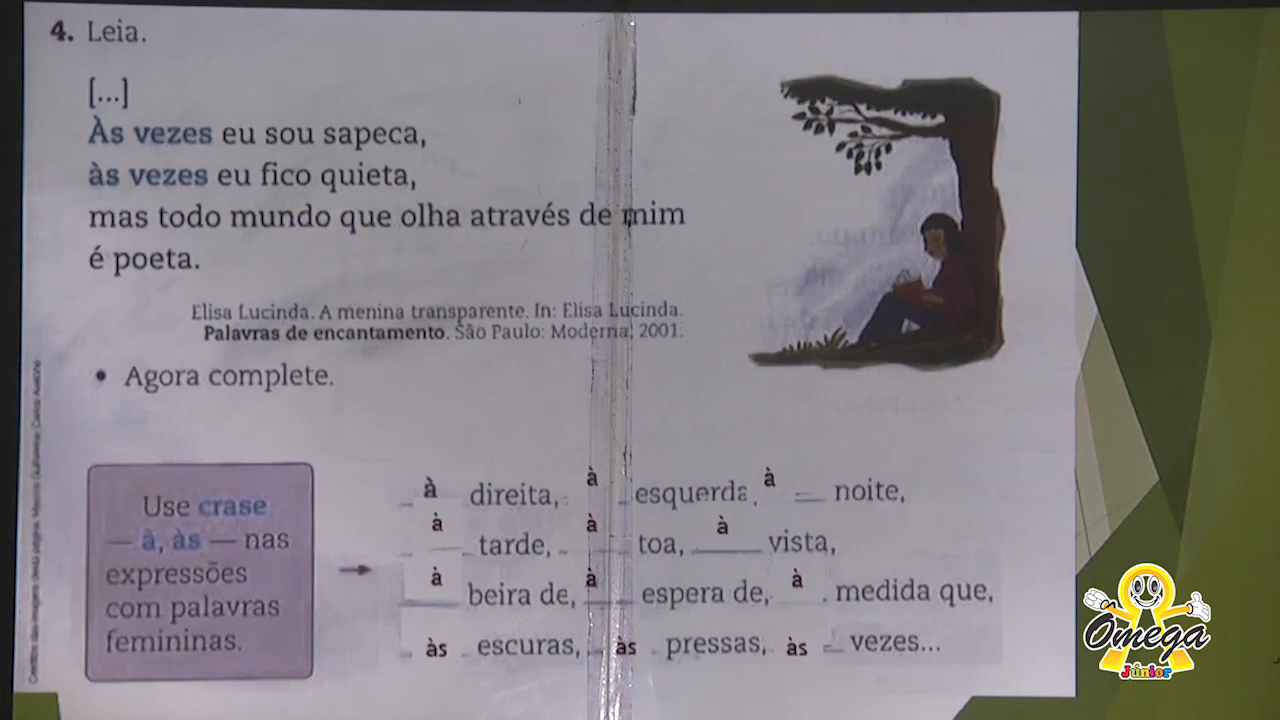 4. Leia.
[...]
Às vezes eu sou sapeca,
às vezes eu fico quieta,
mas todo mundo que olha através de mim
é poeta.
Elisa Lucinda. A menina transparente. In: Elisa Lucinda.
Palavras de encantamento. São Paulo: Moderna, 2001.
• Agora complete.
Use crase
— à, às — nas
expressões
com palavras
femininas.
à direita, à esquerda, à noite,
à tarde, à toa, à vista,
à beira de, à espera de, à medida que,
às escuras, às pressas, às vezes...
Ômega
Júnior